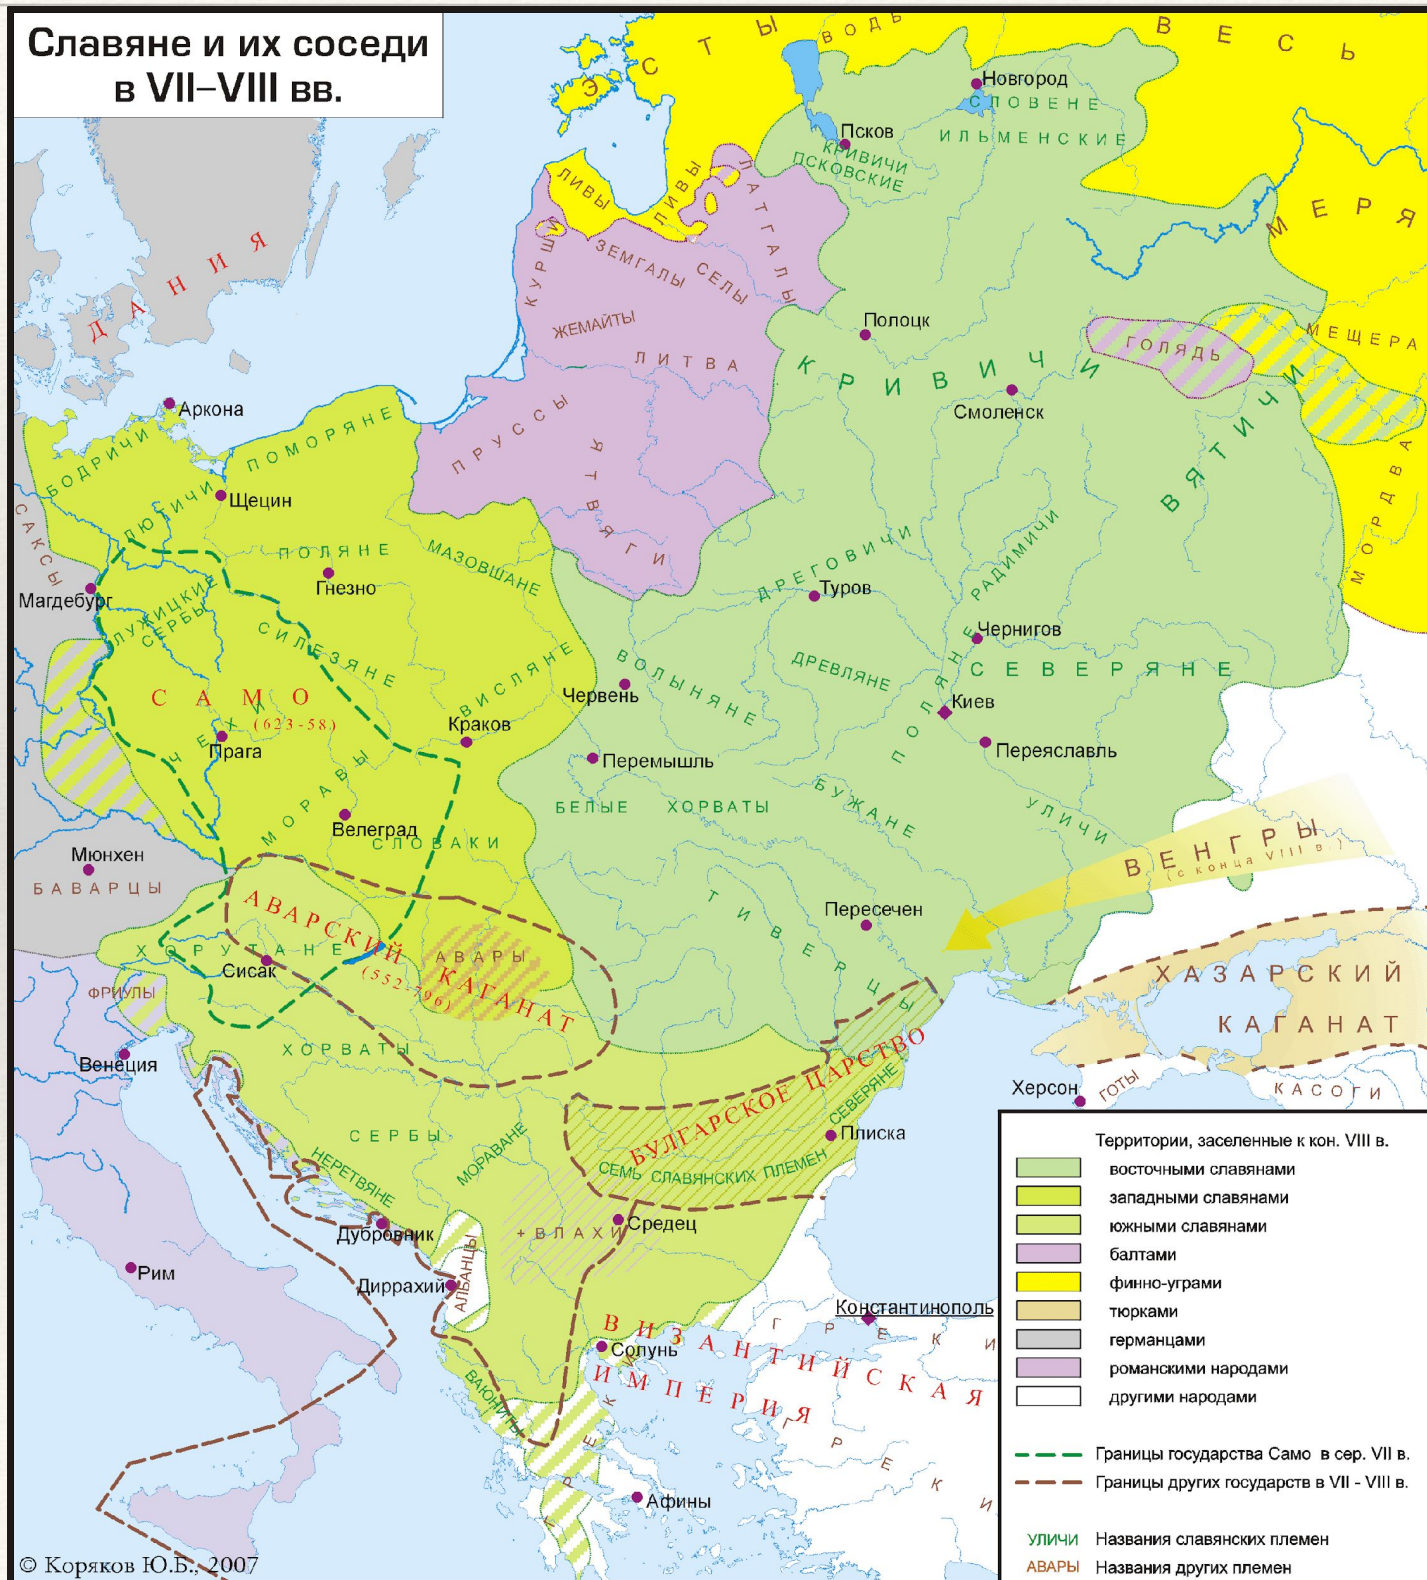 Славяне и их соседи
в VII–VIII вв.
ЭСТЫ
ВОДЬ
ВЕСЬ
Новгород
СЛОВЕНЕ
ИЛЬМЕНСКИЕ
Псков
КРИВИЧИ
ПСКОВСКИЕ
ЛИВЫ
ЛИВЫ
ЛАТГАЛЫ
МЕРЯ
ДАНИЯ
КУРШИ
ЗЕМГАЛЫ
СЕЛЫ
ЖЕМАЙТЫ
ЛИТВА
Полоцк
КРИВИЧИ
ГОЛЯДЬ
МЕЩЕРА
Смоленск
ВЯТИЧИ
Аркона
БОДРИЧИ
ПОМОРЯНЕ
ПРУССЫ
ЯТВЯГИ
МОРДВА
Щецин
ЛЮТИЧИ
САКСЫ
ПОЛЯНЕ
МАЗОВШАНЕ
Гнезно
Магдебург
ЛУЖИЦКИЕ
СЕРБЫ
СИЛЕЗЯНЕ
ДРЕГОВИЧИ
Туров
РАДИМИЧИ
Чернигов
СЕВЕРЯНЕ
ВИСЛЯНЕ
ВОЛЫНЯНЕ
ДРЕВЛЯНЕ
ПОЛЯНЕ
Червень
САМО
(623-58)
ЧЕХИ
Прага
Краков
Киев
Переяславль
Перемышль
МОРАВЫ
БЕЛЫЕ ХОРВАТЫ
БУЖАНЕ
УЛИЧИ
Велеград
СЛОВАКИ
ВЕНГРЫ
(с конца VIII в.)
Мюнхен
БАВАРЦЫ
АВАРСКИЙ КАГАНАТ
(552-796)
АВАРЫ
ТИВЕРЦЫ
Пересечен
ХОРУТАНЕ
Сисак
ХАЗАРСКИЙ
КАГАНАТ
ФРИУЛЫ
Венеция
ХОРВАТЫ
Херсон
ГОТЫ
КАСОГИ
БУЛГАРСКОЕ ЦАРСТВО
СЕВЕРЯНЕ
Плиска
СЕРБЫ
МОРАВАНЕ
НЕРЕТВЯНЕ
СЕМЬ СЛАВЯНСКИХ ПЛЕМЕН
Дубровник
+ ВЛАХИ
Средец
Рим
Диррахий
АЛБАНЦЫ
Константинополь
ВИЗАНТИЙСКАЯ
ИМПЕРИЯ
Солунь
ВАЮНИТЫ
ГРЕКИ
ГРЕКИ
ГРЕКИ
Афины
Территории, заселенные к кон. VIII в.
восточными славянами
западными славянами
южными славянами
балтами
финно-уграми
тюрками
германцами
романскими народами
другими народами
Границы государства Само в сер. VII в.
Границы других государств в VII - VIII в.
УЛИЧИ Названия славянских племен
АВАРЫ Названия других племен
© Коряков Ю.Б., 2007